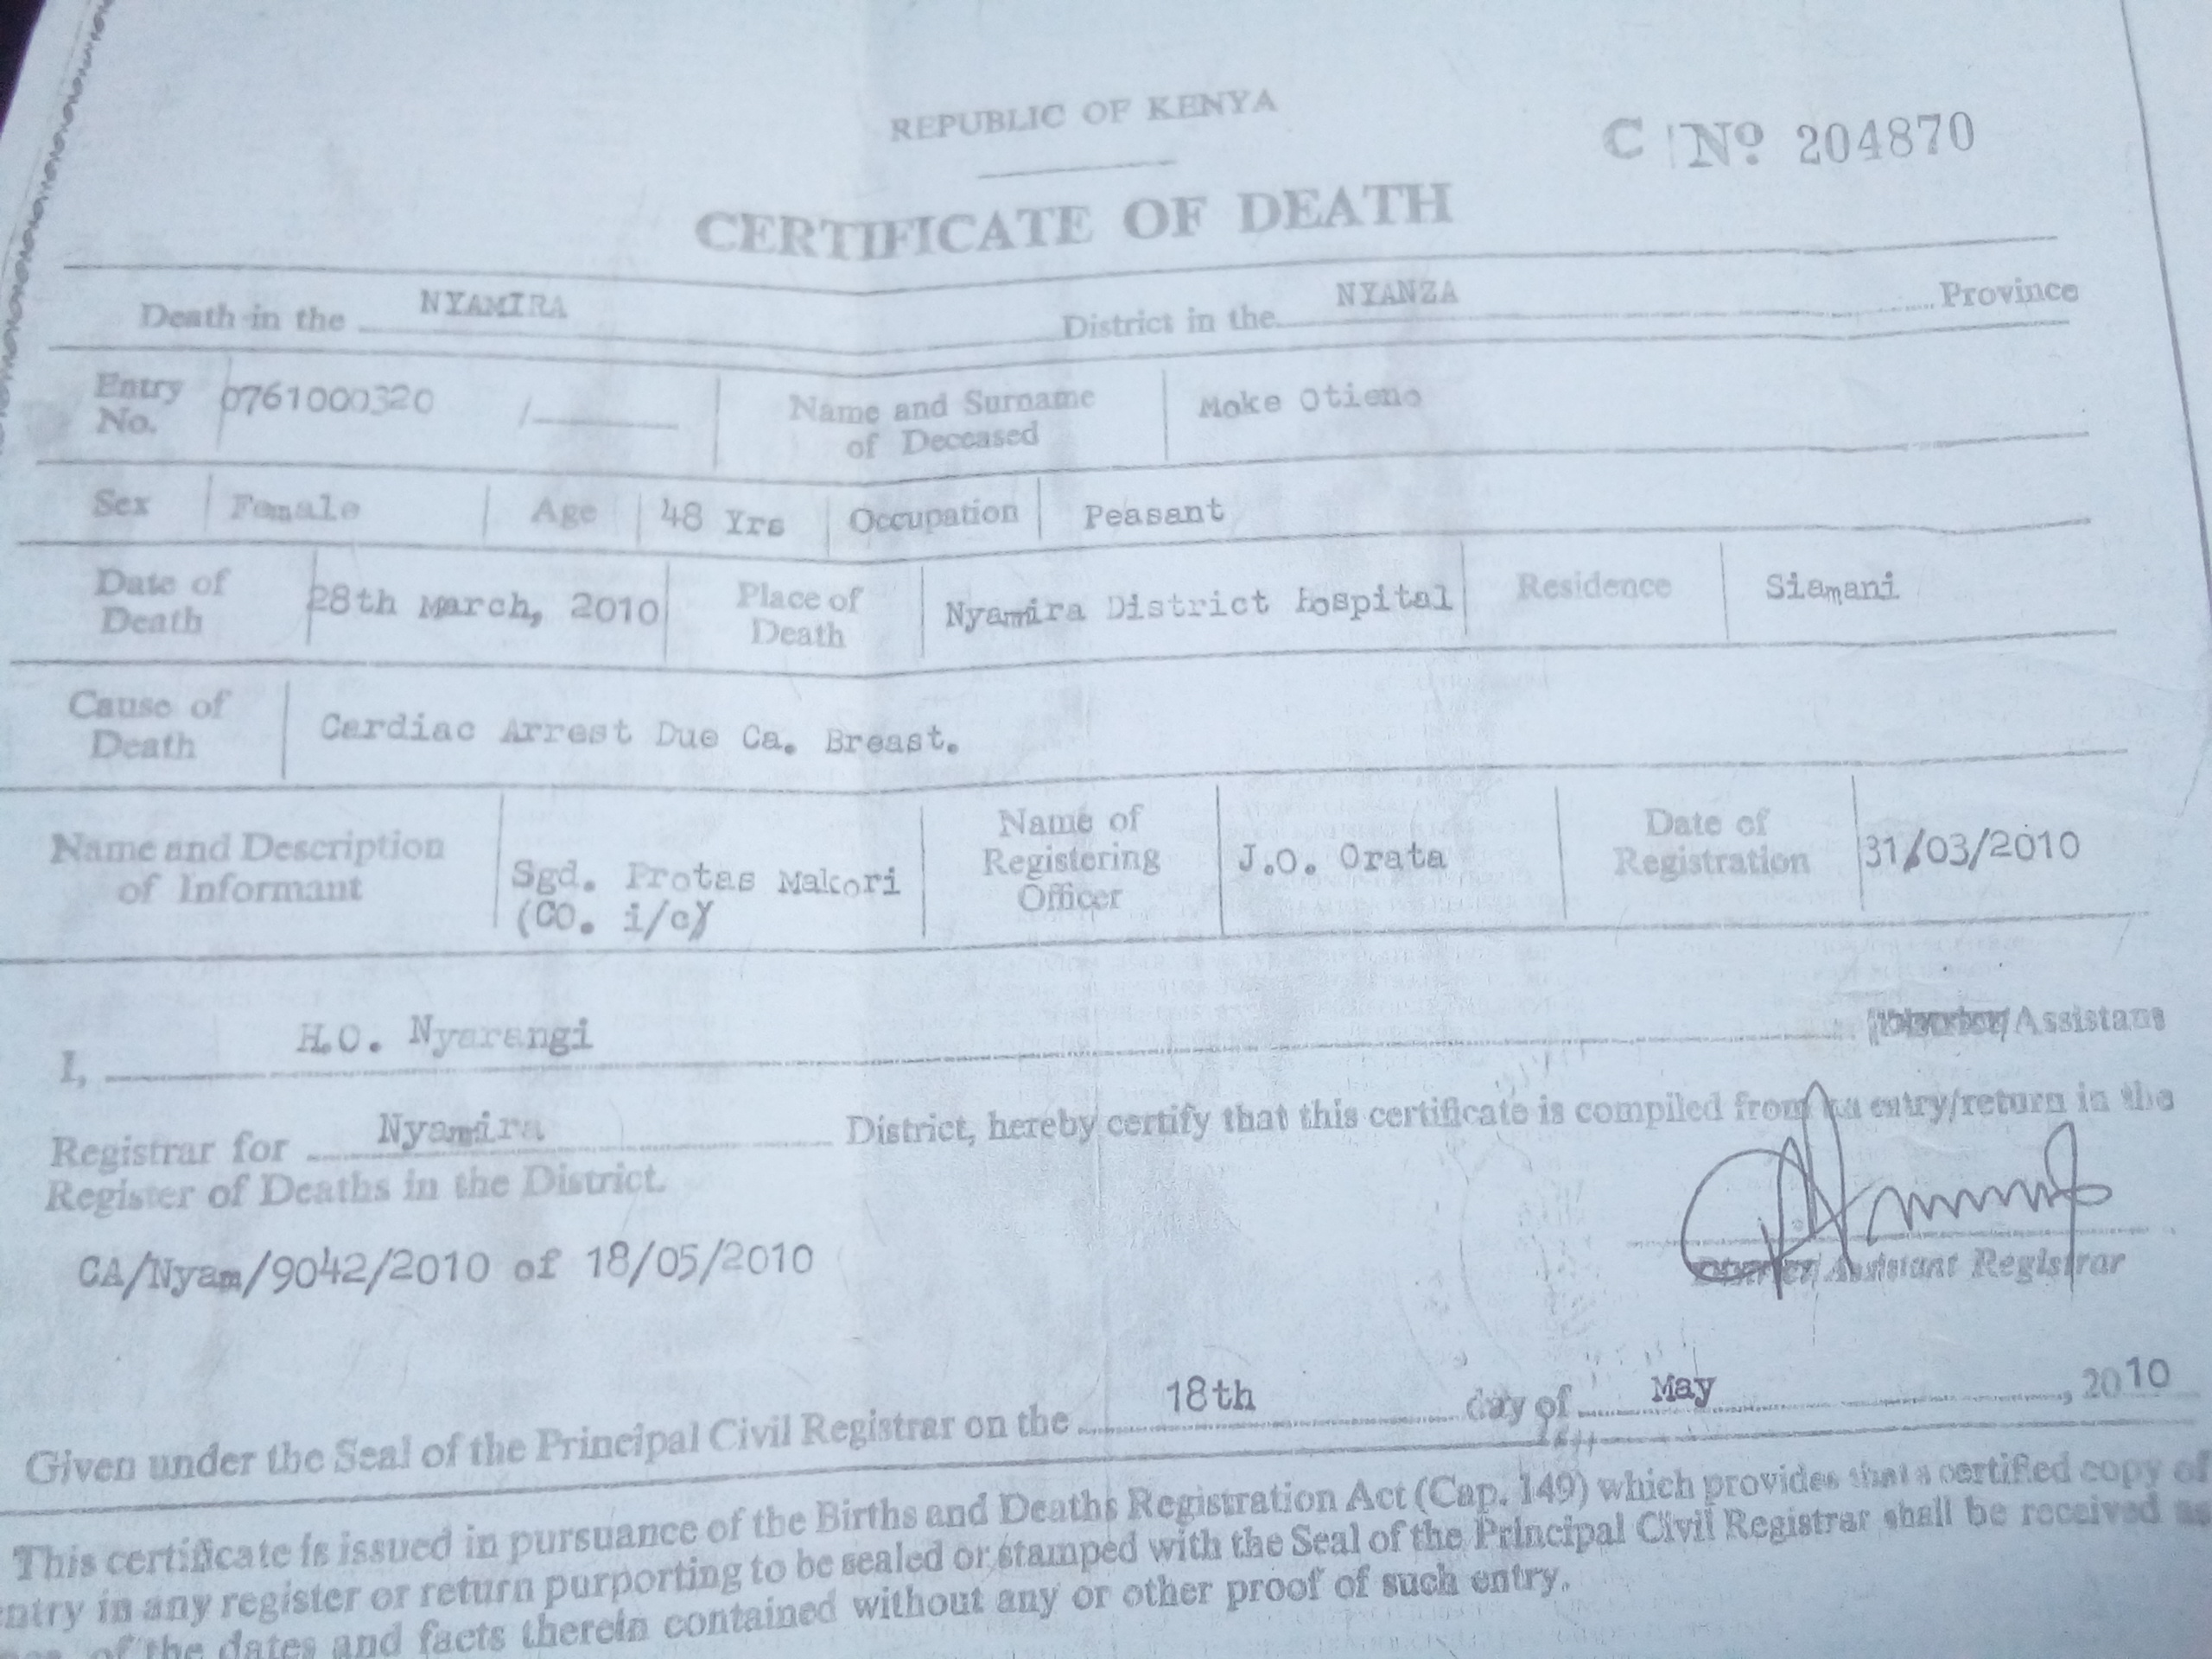 REPUBLIC OF KENYA
C Nº 204870
CERTIFICATE OF DEATH
Death in the NYAMIRA District in the NYANZA Province
Entry No. 0761000320 / Name and Surname of Deceased Moke Otieno
Sex Female Age 48 Yrs Occupation Peasant
Date of Death 28th March, 2010 Place of Death Nyamira District Hospital Residence Siamani
Cause of Death Cardiac Arrest Due Ca. Breast.
Name and Description of Informant Sgd. Protas Makori (CO. i/c) Name of Registering Officer J.O. Orata Date of Registration 31/03/2010
I, H.O. Nyarangi District/Assistant
Registrar for Nyamira District, hereby certify that this certificate is compiled from an entry/return in the
Register of Deaths in the District.
CA/Nyam/9042/2010 of 18/05/2010
District/Assistant Registrar
Given under the Seal of the Principal Civil Registrar on the 18th day of May, 2010
This certificate is issued in pursuance of the Births and Deaths Registration Act (Cap. 149) which provides that a certified copy of
entry in any register or return purporting to be sealed or stamped with the Seal of the Principal Civil Registrar shall be received as
of the dates and facts therein contained without any or other proof of such entry.